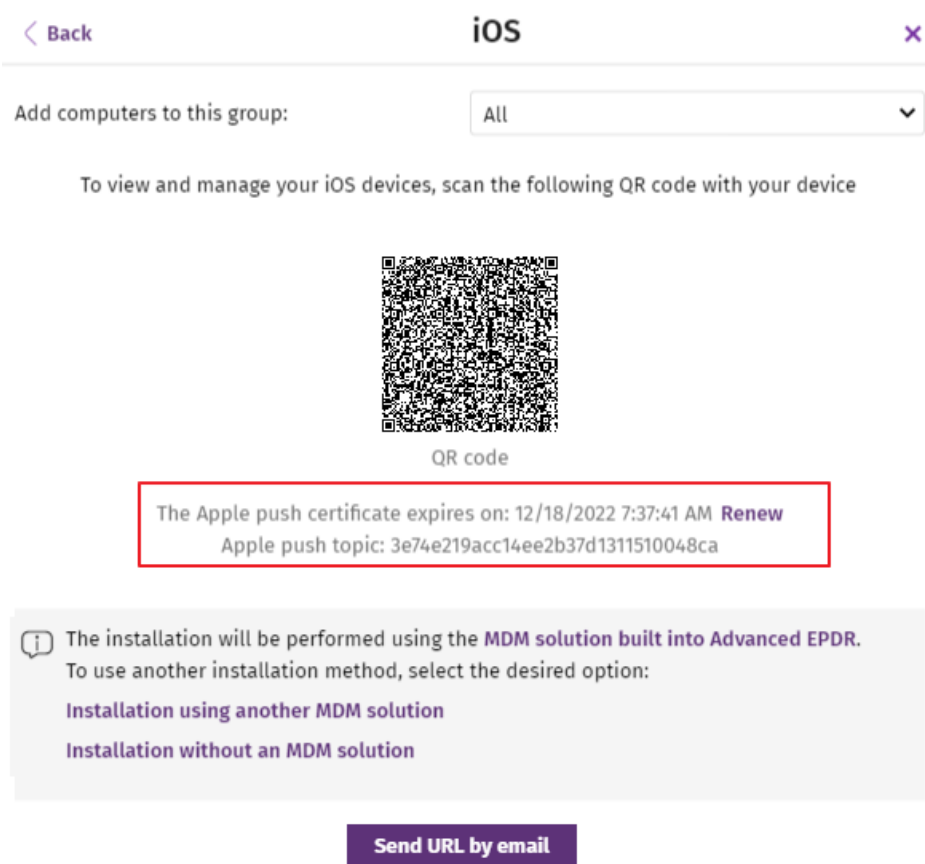 Back
iOS
Add computers to this group:
All
To view and manage your iOS devices, scan the following QR code with your device
QR code
The Apple push certificate expires on: 12/18/2022 7:37:41 AM Renew
Apple push topic: 3e74e219acc14ee2b37d1311510048ca
The installation will be performed using the MDM solution built into Advanced EPDR.
To use another installation method, select the desired option:
Installation using another MDM solution
Installation without an MDM solution
Send URL by email